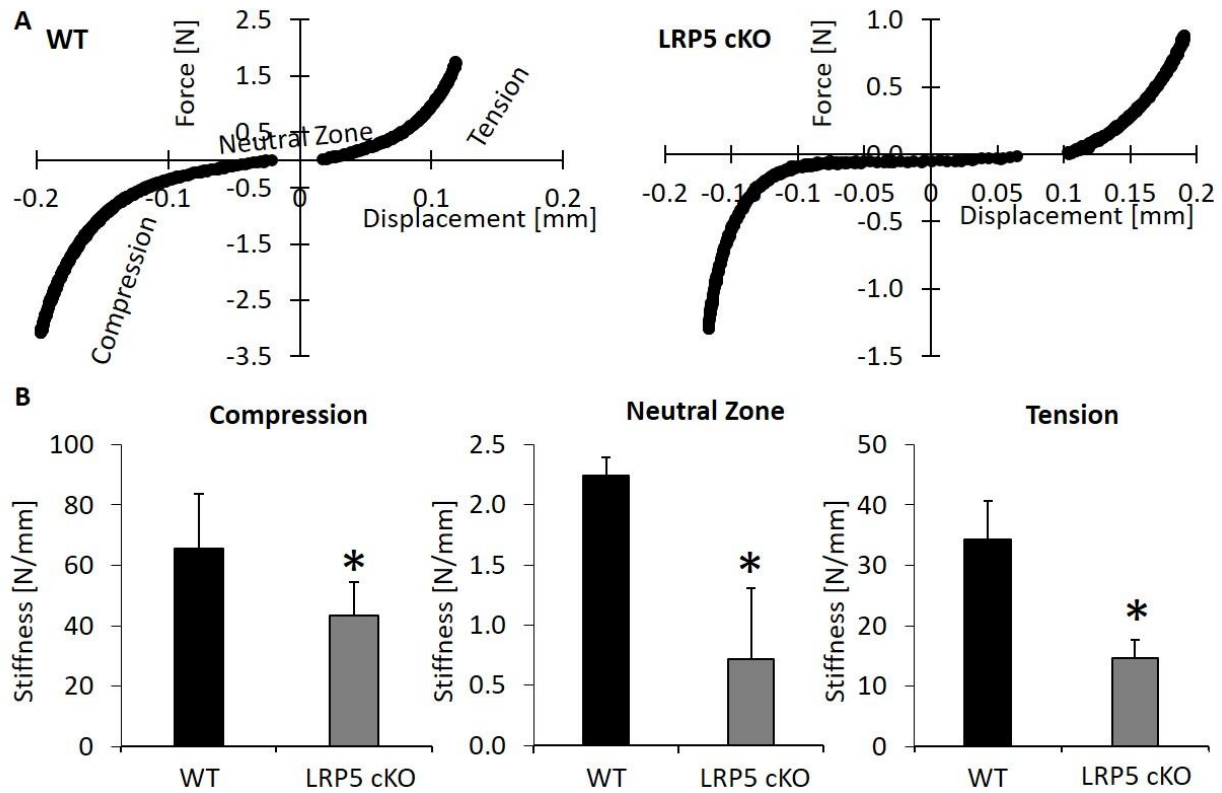 A
WT
Force [N]
2.5
1.5
0.5
-0.5
-1.5
-2.5
-3.5
-0.2
-0.1
0
0.1
0.2
Displacement [mm]
Neutral Zone
Tension
Compression
LRP5 cKO
Force [N]
1.0
0.5
0.0
-0.5
-1.0
-1.5
-0.2 -0.1 -0.1 -0.05 0 0.05 0.1 0.15 0.2
Displacement [mm]
B
Compression
Stiffness [N/mm]
100
80
60
40
20
0
*
WT LRP5 cKO
Neutral Zone
Stiffness [N/mm]
2.5
2.0
1.5
1.0
0.5
0.0
*
WT LRP5 cKO
Tension
Stiffness [N/mm]
50
40
30
20
10
0
*
WT LRP5 cKO